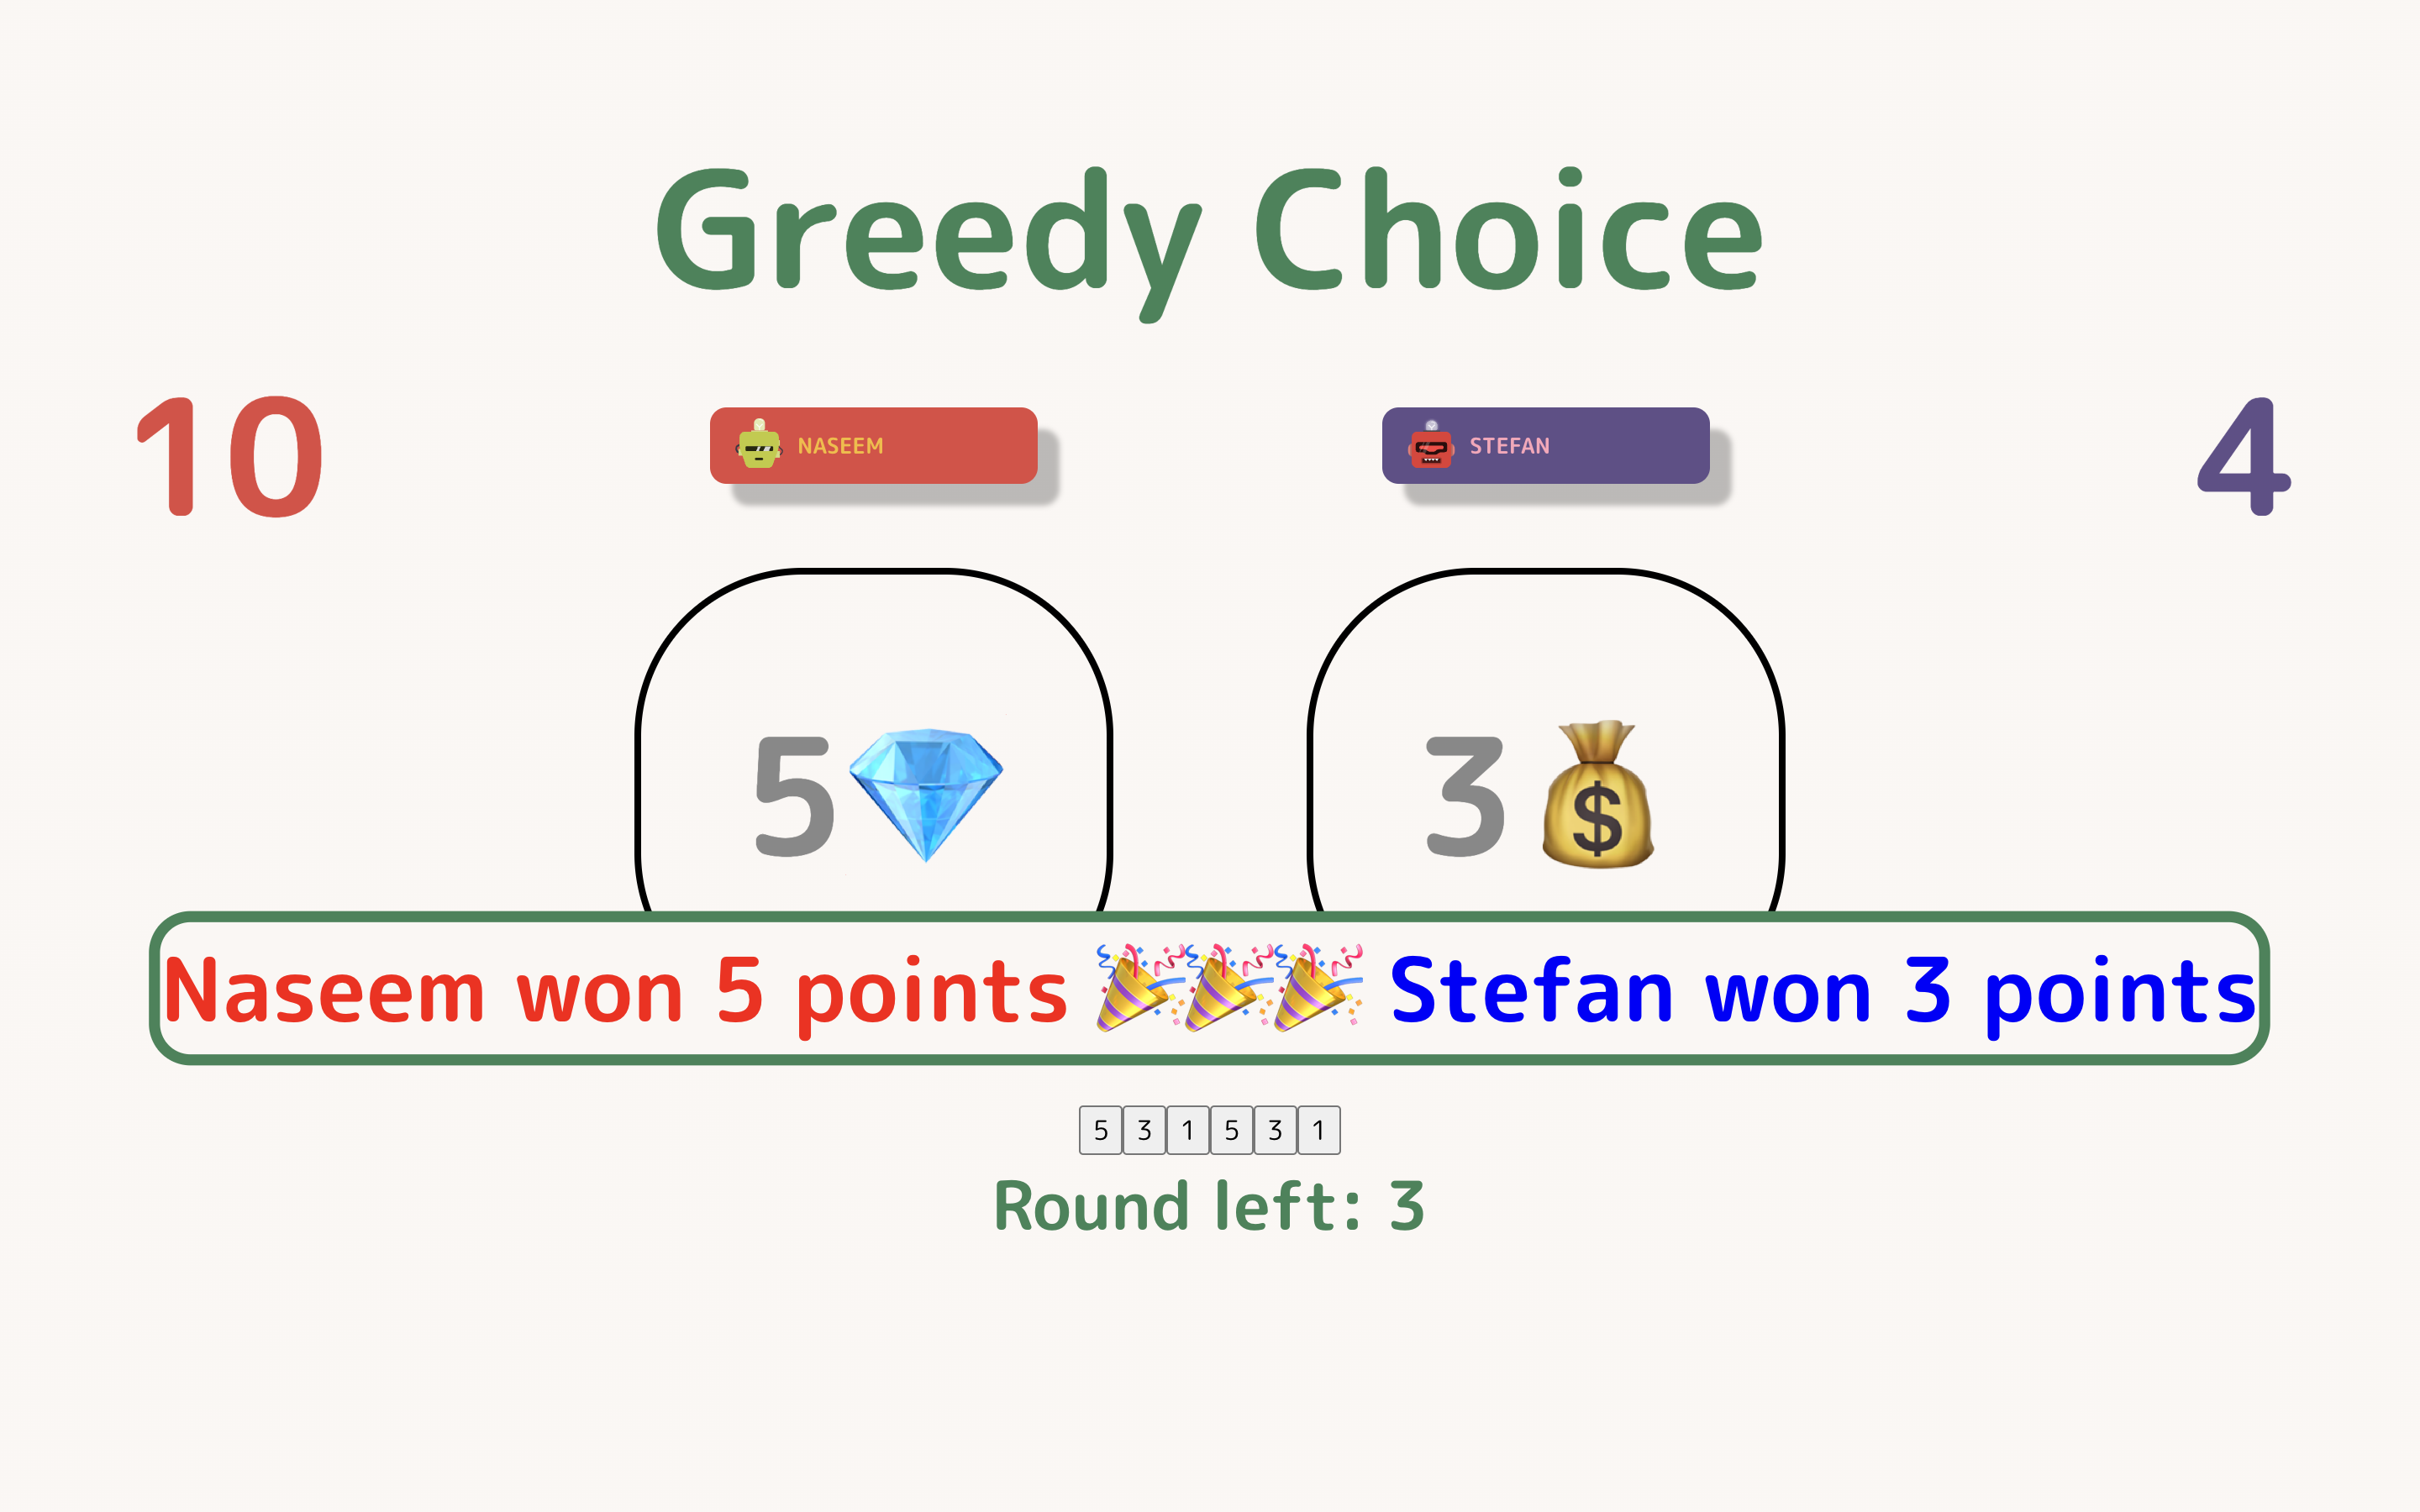 Greedy Choice
10 NASEEM STEFAN 4
5 3 $
Naseem won 5 points 🎉🎉🎉 Stefan won 3 points
5 3 1 5 3 1
Round left: 3